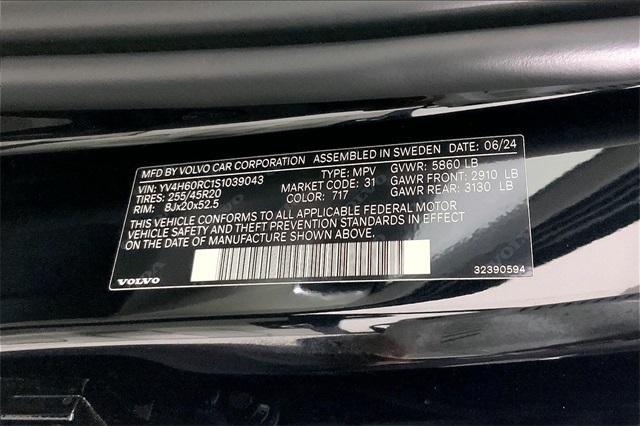 MFD BY VOLVO CAR CORPORATION ASSEMBLED IN SWEDEN DATE: 06/24
VIN: YV4H60RC1S1039043 TYPE: MPV GVWR: 5860 LB
TIRES: 255/45R20 MARKET CODE: 31 GAWR FRONT: 2910 LB
RIM: 8Jx20x52.5 COLOR: 717 GAWR REAR: 3130 LB
THIS VEHICLE CONFORMS TO ALL APPLICABLE FEDERAL MOTOR
VEHICLE SAFETY AND THEFT PREVENTION STANDARDS IN EFFECT
ON THE DATE OF MANUFACTURE SHOWN ABOVE.
VOLVO 32390594